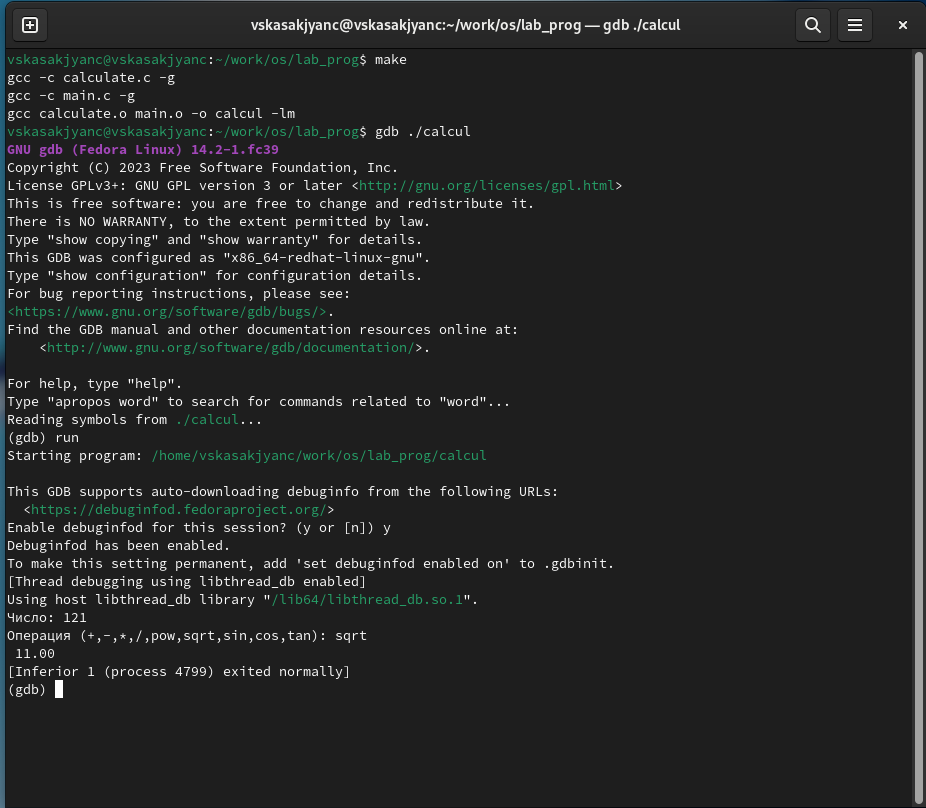 vskasakjyanc@vskasakjyanc:~/work/os/lab_prog — gdb ./calcul
vskasakjyanc@vskasakjyanc:~/work/os/lab_prog$ make
gcc -c calculate.c -g
gcc -c main.c -g
gcc calculate.o main.o -o calcul -lm
vskasakjyanc@vskasakjyanc:~/work/os/lab_prog$ gdb ./calcul
GNU gdb (Fedora Linux) 14.2-1.fc39
Copyright (C) 2023 Free Software Foundation, Inc.
License GPLv3+: GNU GPL version 3 or later <http://gnu.org/licenses/gpl.html>
This is free software: you are free to change and redistribute it.
There is NO WARRANTY, to the extent permitted by law.
Type "show copying" and "show warranty" for details.
This GDB was configured as "x86_64-redhat-linux-gnu".
Type "show configuration" for configuration details.
For bug reporting instructions, please see:
<https://www.gnu.org/software/gdb/bugs/>.
Find the GDB manual and other documentation resources online at:
    <http://www.gnu.org/software/gdb/documentation/>.

For help, type "help".
Type "apropos word" to search for commands related to "word"...
Reading symbols from ./calcul...
(gdb) run
Starting program: /home/vskasakjyanc/work/os/lab_prog/calcul

This GDB supports auto-downloading debuginfo from the following URLs:
  <https://debuginfod.fedoraproject.org/>
Enable debuginfod for this session? (y or [n]) y
Debuginfod has been enabled.
To make this setting permanent, add 'set debuginfod enabled on' to .gdbinit.
[Thread debugging using libthread_db enabled]
Using host libthread_db library "/lib64/libthread_db.so.1".
Число: 121
Операция (+,-,*,/,pow,sqrt,sin,cos,tan): sqrt
 11.00
[Inferior 1 (process 4799) exited normally]
(gdb)